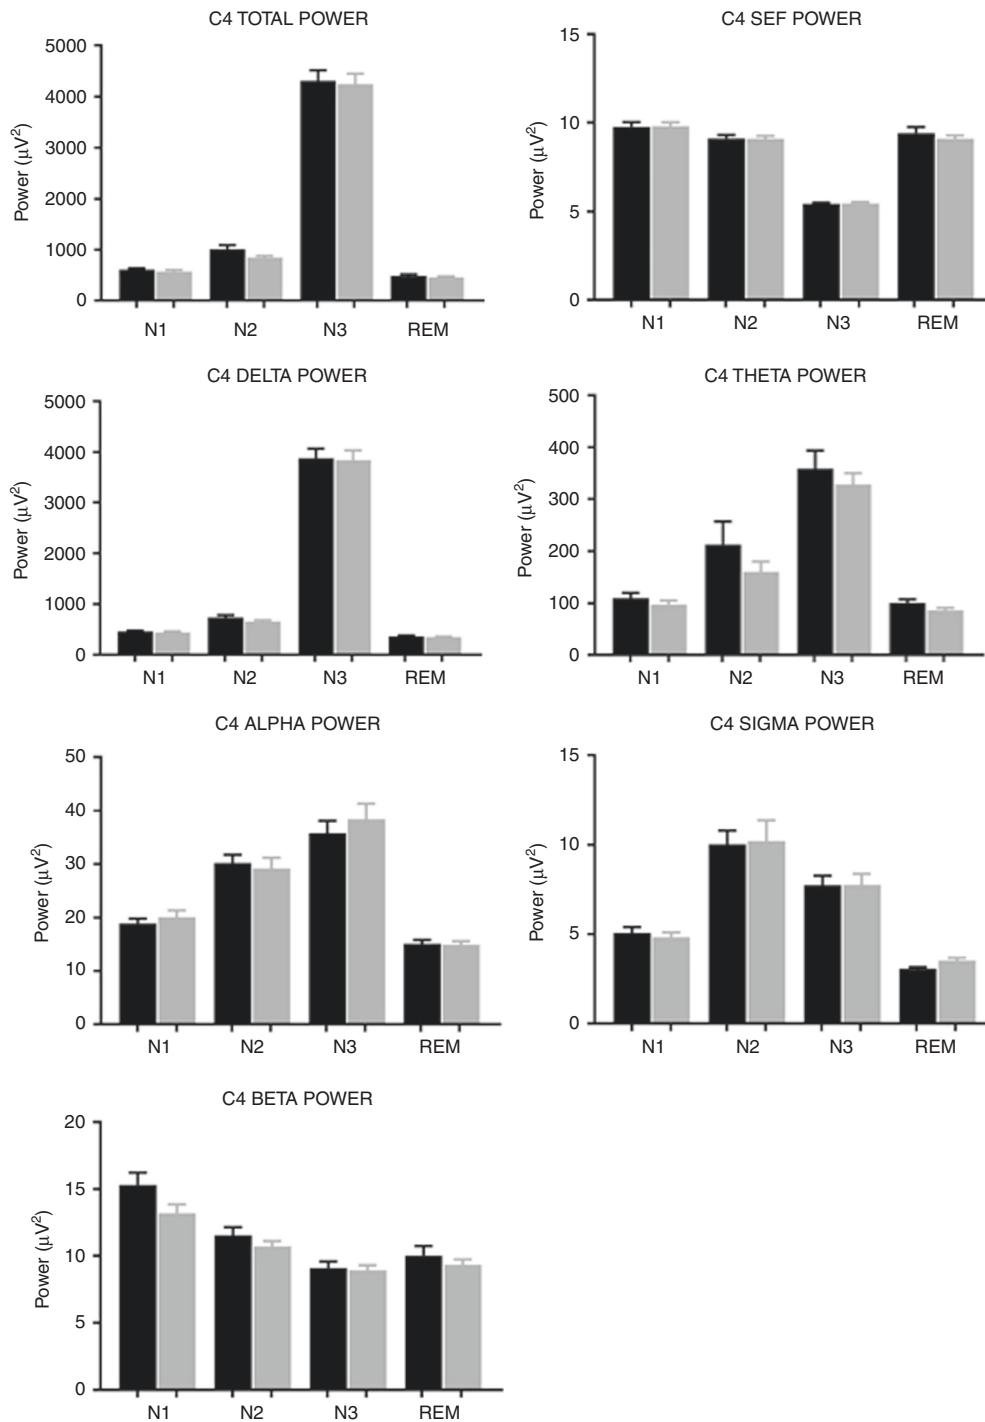 C4 TOTAL POWER
Power (µV²)
5000
4000
3000
2000
1000
0
N1 N2 N3 REM
C4 SEF POWER
Power (µV²)
15
10
5
0
N1 N2 N3 REM
C4 DELTA POWER
Power (µV²)
5000
4000
3000
2000
1000
0
N1 N2 N3 REM
C4 THETA POWER
Power (µV²)
500
400
300
200
100
0
N1 N2 N3 REM
C4 ALPHA POWER
Power (µV²)
50
40
30
20
10
0
N1 N2 N3 REM
C4 SIGMA POWER
Power (µV²)
15
10
5
0
N1 N2 N3 REM
C4 BETA POWER
Power (µV²)
20
15
10
5
0
N1 N2 N3 REM